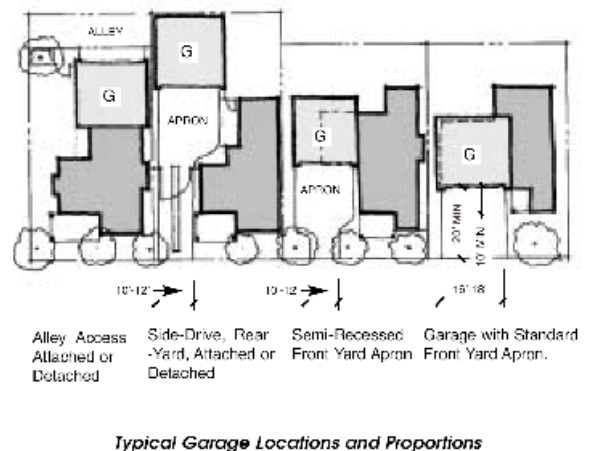 ALLEY
G
G
G
G
APRON
APRON
20' MIN
10' MIN
10'-12'
10'-12'
16'-18'
Alley Access
Attached or
Detached
Side-Drive, Rear
-Yard, Attached or
Detached
Semi-Recessed
Front Yard Apron
Garage with Standard
Front Yard Apron.
Typical Garage Locations and Proportions